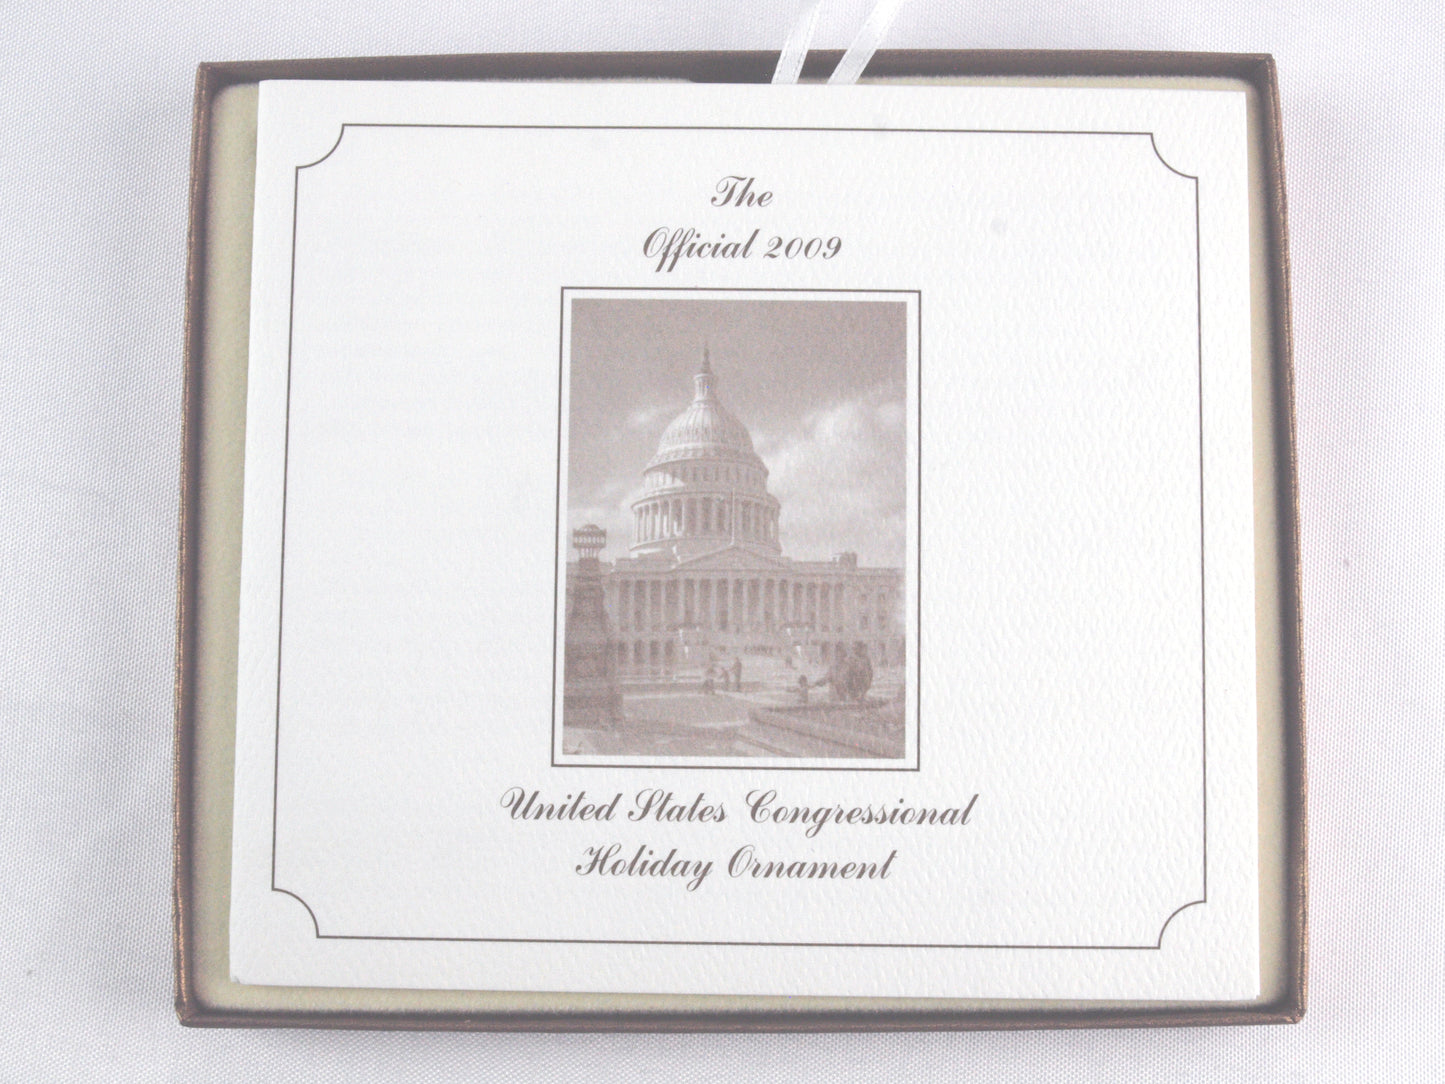 The
Official 2009
United States Congressional
Holiday Ornament